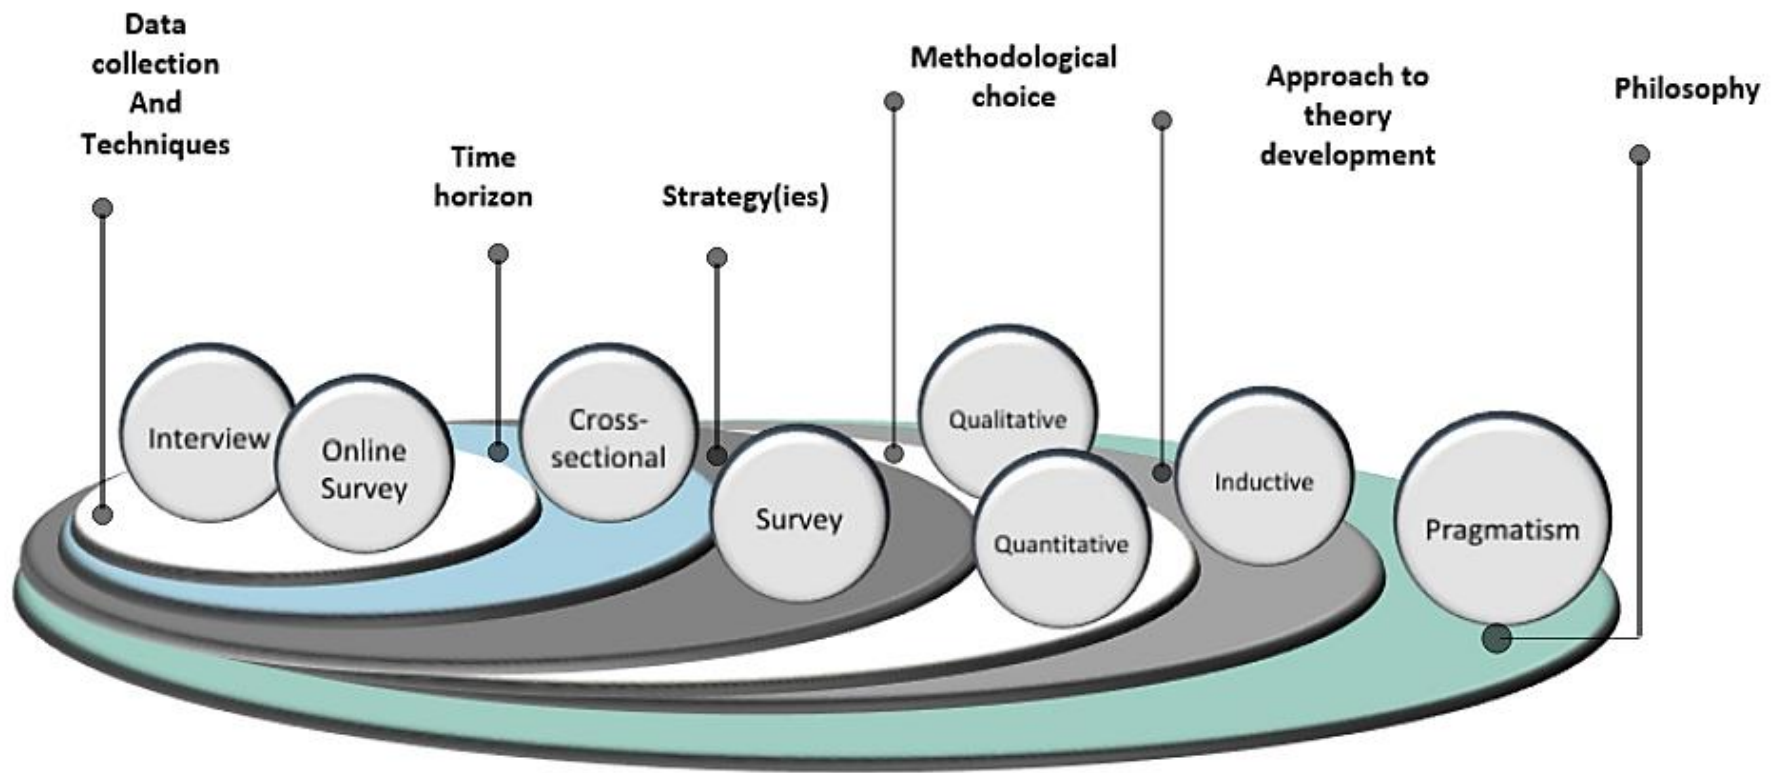 Data
collection
And
Techniques
Time
horizon
Strategy(ies)
Methodological
choice
Approach to
theory
development
Philosophy
Interview
Online
Survey
Cross-
sectional
Survey
Qualitative
Quantitative
Inductive
Pragmatism